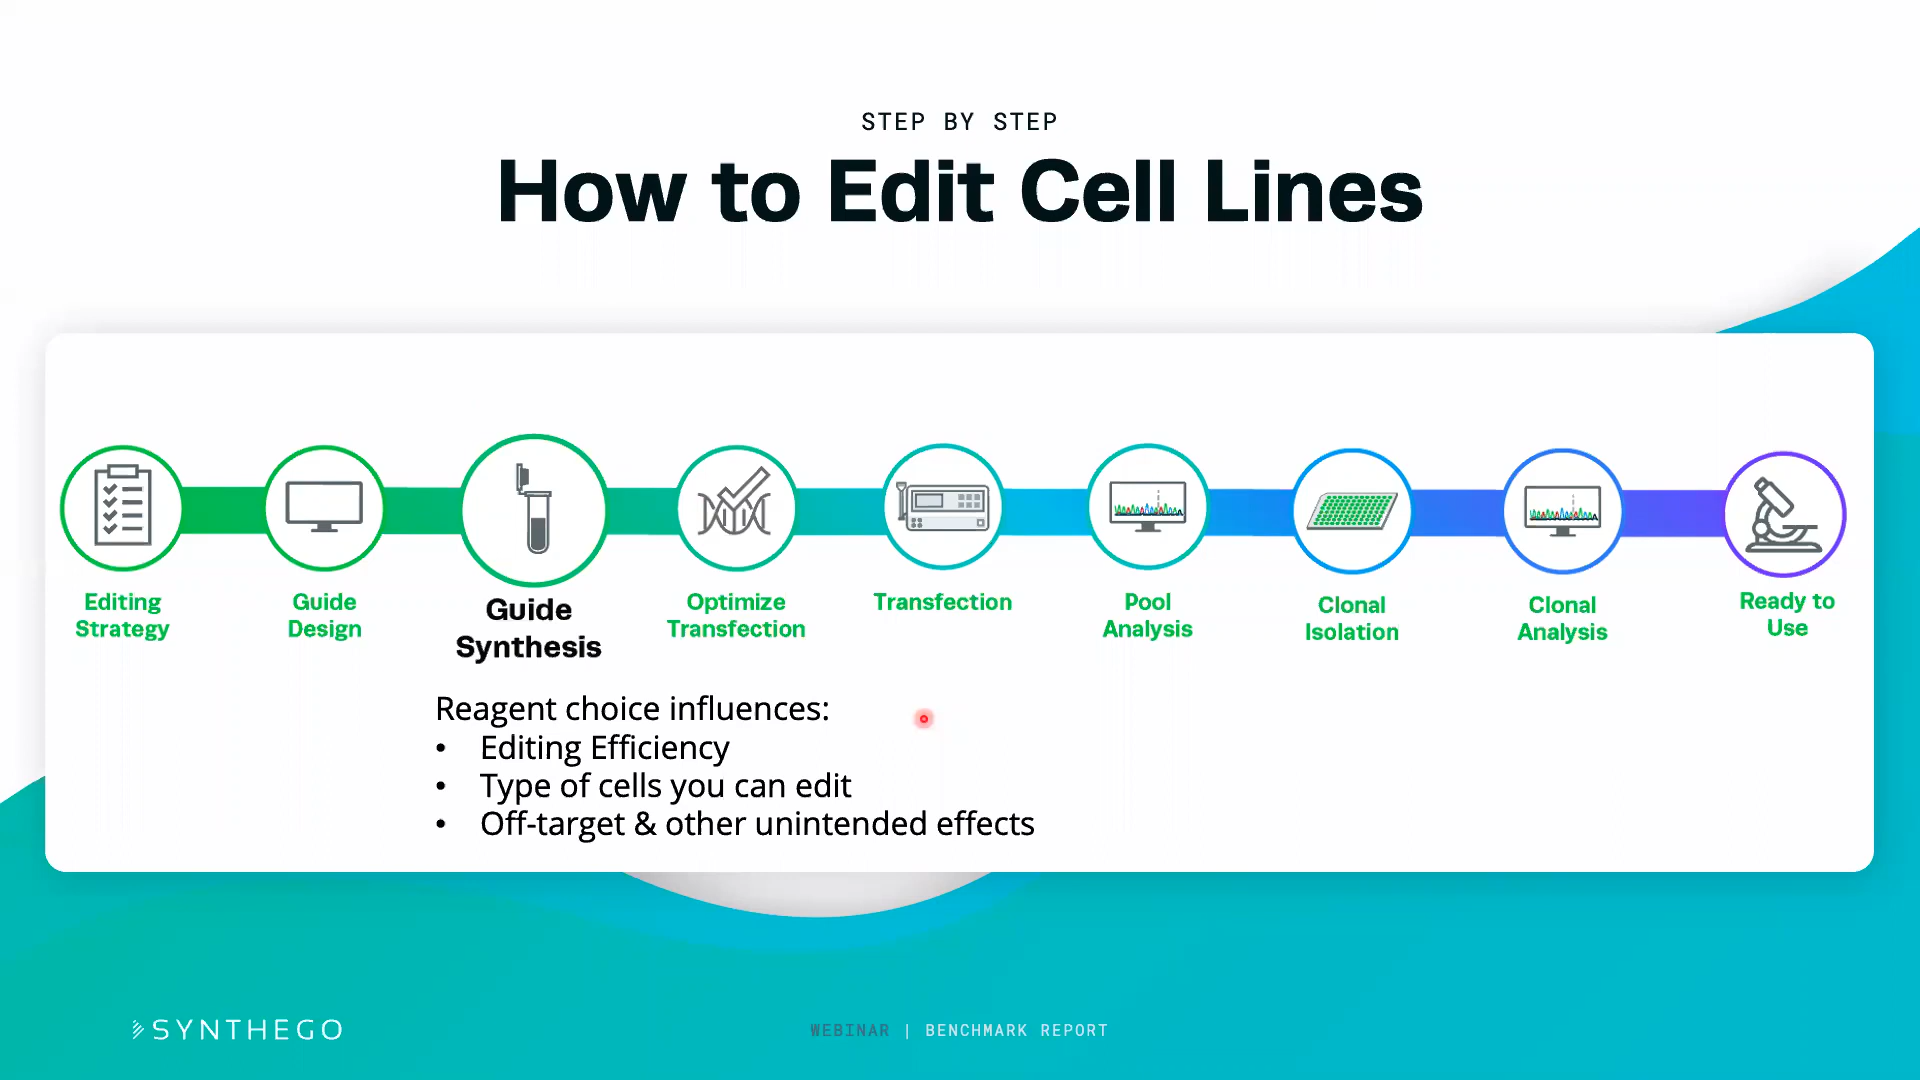 STEP BY STEP
How to Edit Cell Lines
Editing
Strategy
Guide
Design
Guide
Synthesis
Optimize
Transfection
Transfection
Pool
Analysis
Clonal
Isolation
Clonal
Analysis
Ready to
Use
Reagent choice influences:
• Editing Efficiency
• Type of cells you can edit
• Off-target & other unintended effects
SYNTHEGO
WEBINAR | BENCHMARK REPORT